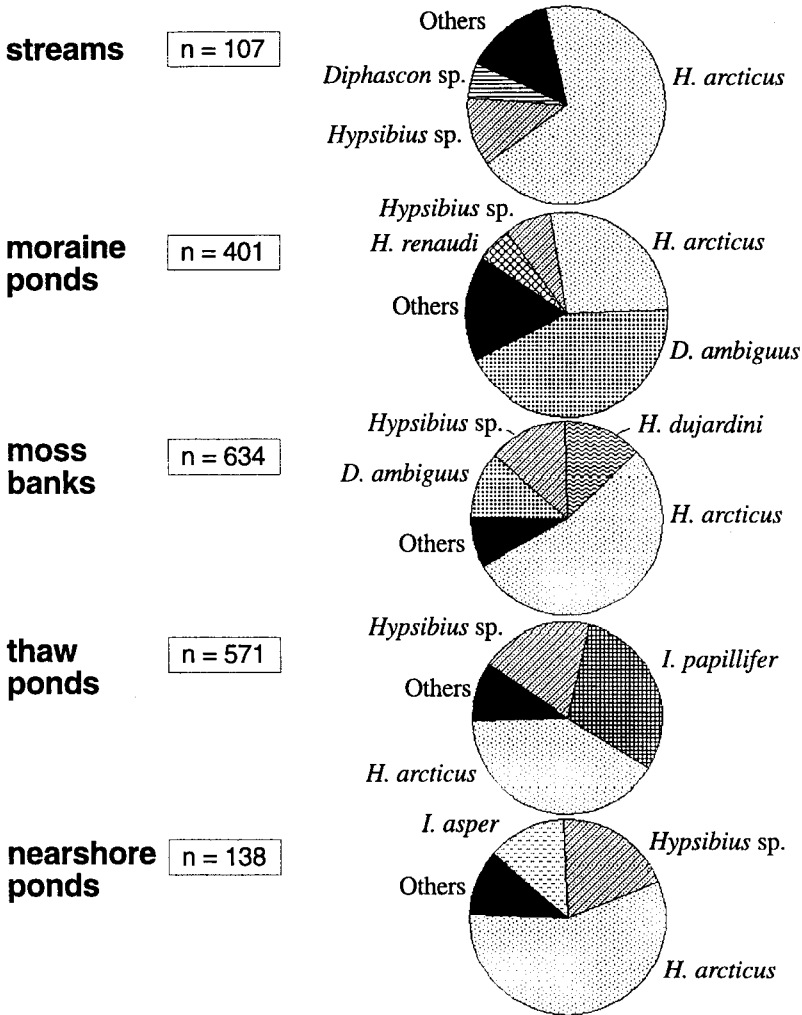 streams
n = 107
Others
Diphascon sp.
Hypsibius sp.
H. arcticus
moraine
ponds
n = 401
Hypsibius sp.
H. renaudi
Others
H. arcticus
D. ambiguus
moss
banks
n = 634
Hypsibius sp.
D. ambiguus
Others
H. dujardini
H. arcticus
thaw
ponds
n = 571
Hypsibius sp.
Others
H. arcticus
I. papillifer
nearshore
ponds
n = 138
I. asper
Others
Hypsibius sp.
H. arcticus